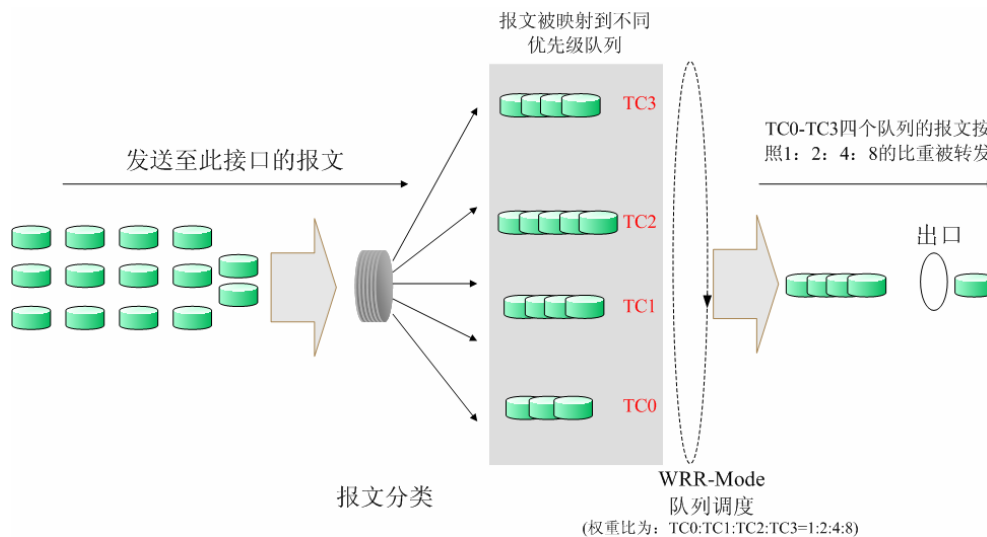 报文被映射到不同
优先级队列
TC3
TC0-TC3四个队列的报文按
照1：2：4：8的比重被转发
发送至此接口的报文
TC2
出口
TC1
TC0
WRR-Mode
报文分类
队列调度
(权重比为：TC0:TC1:TC2:TC3=1:2:4:8)